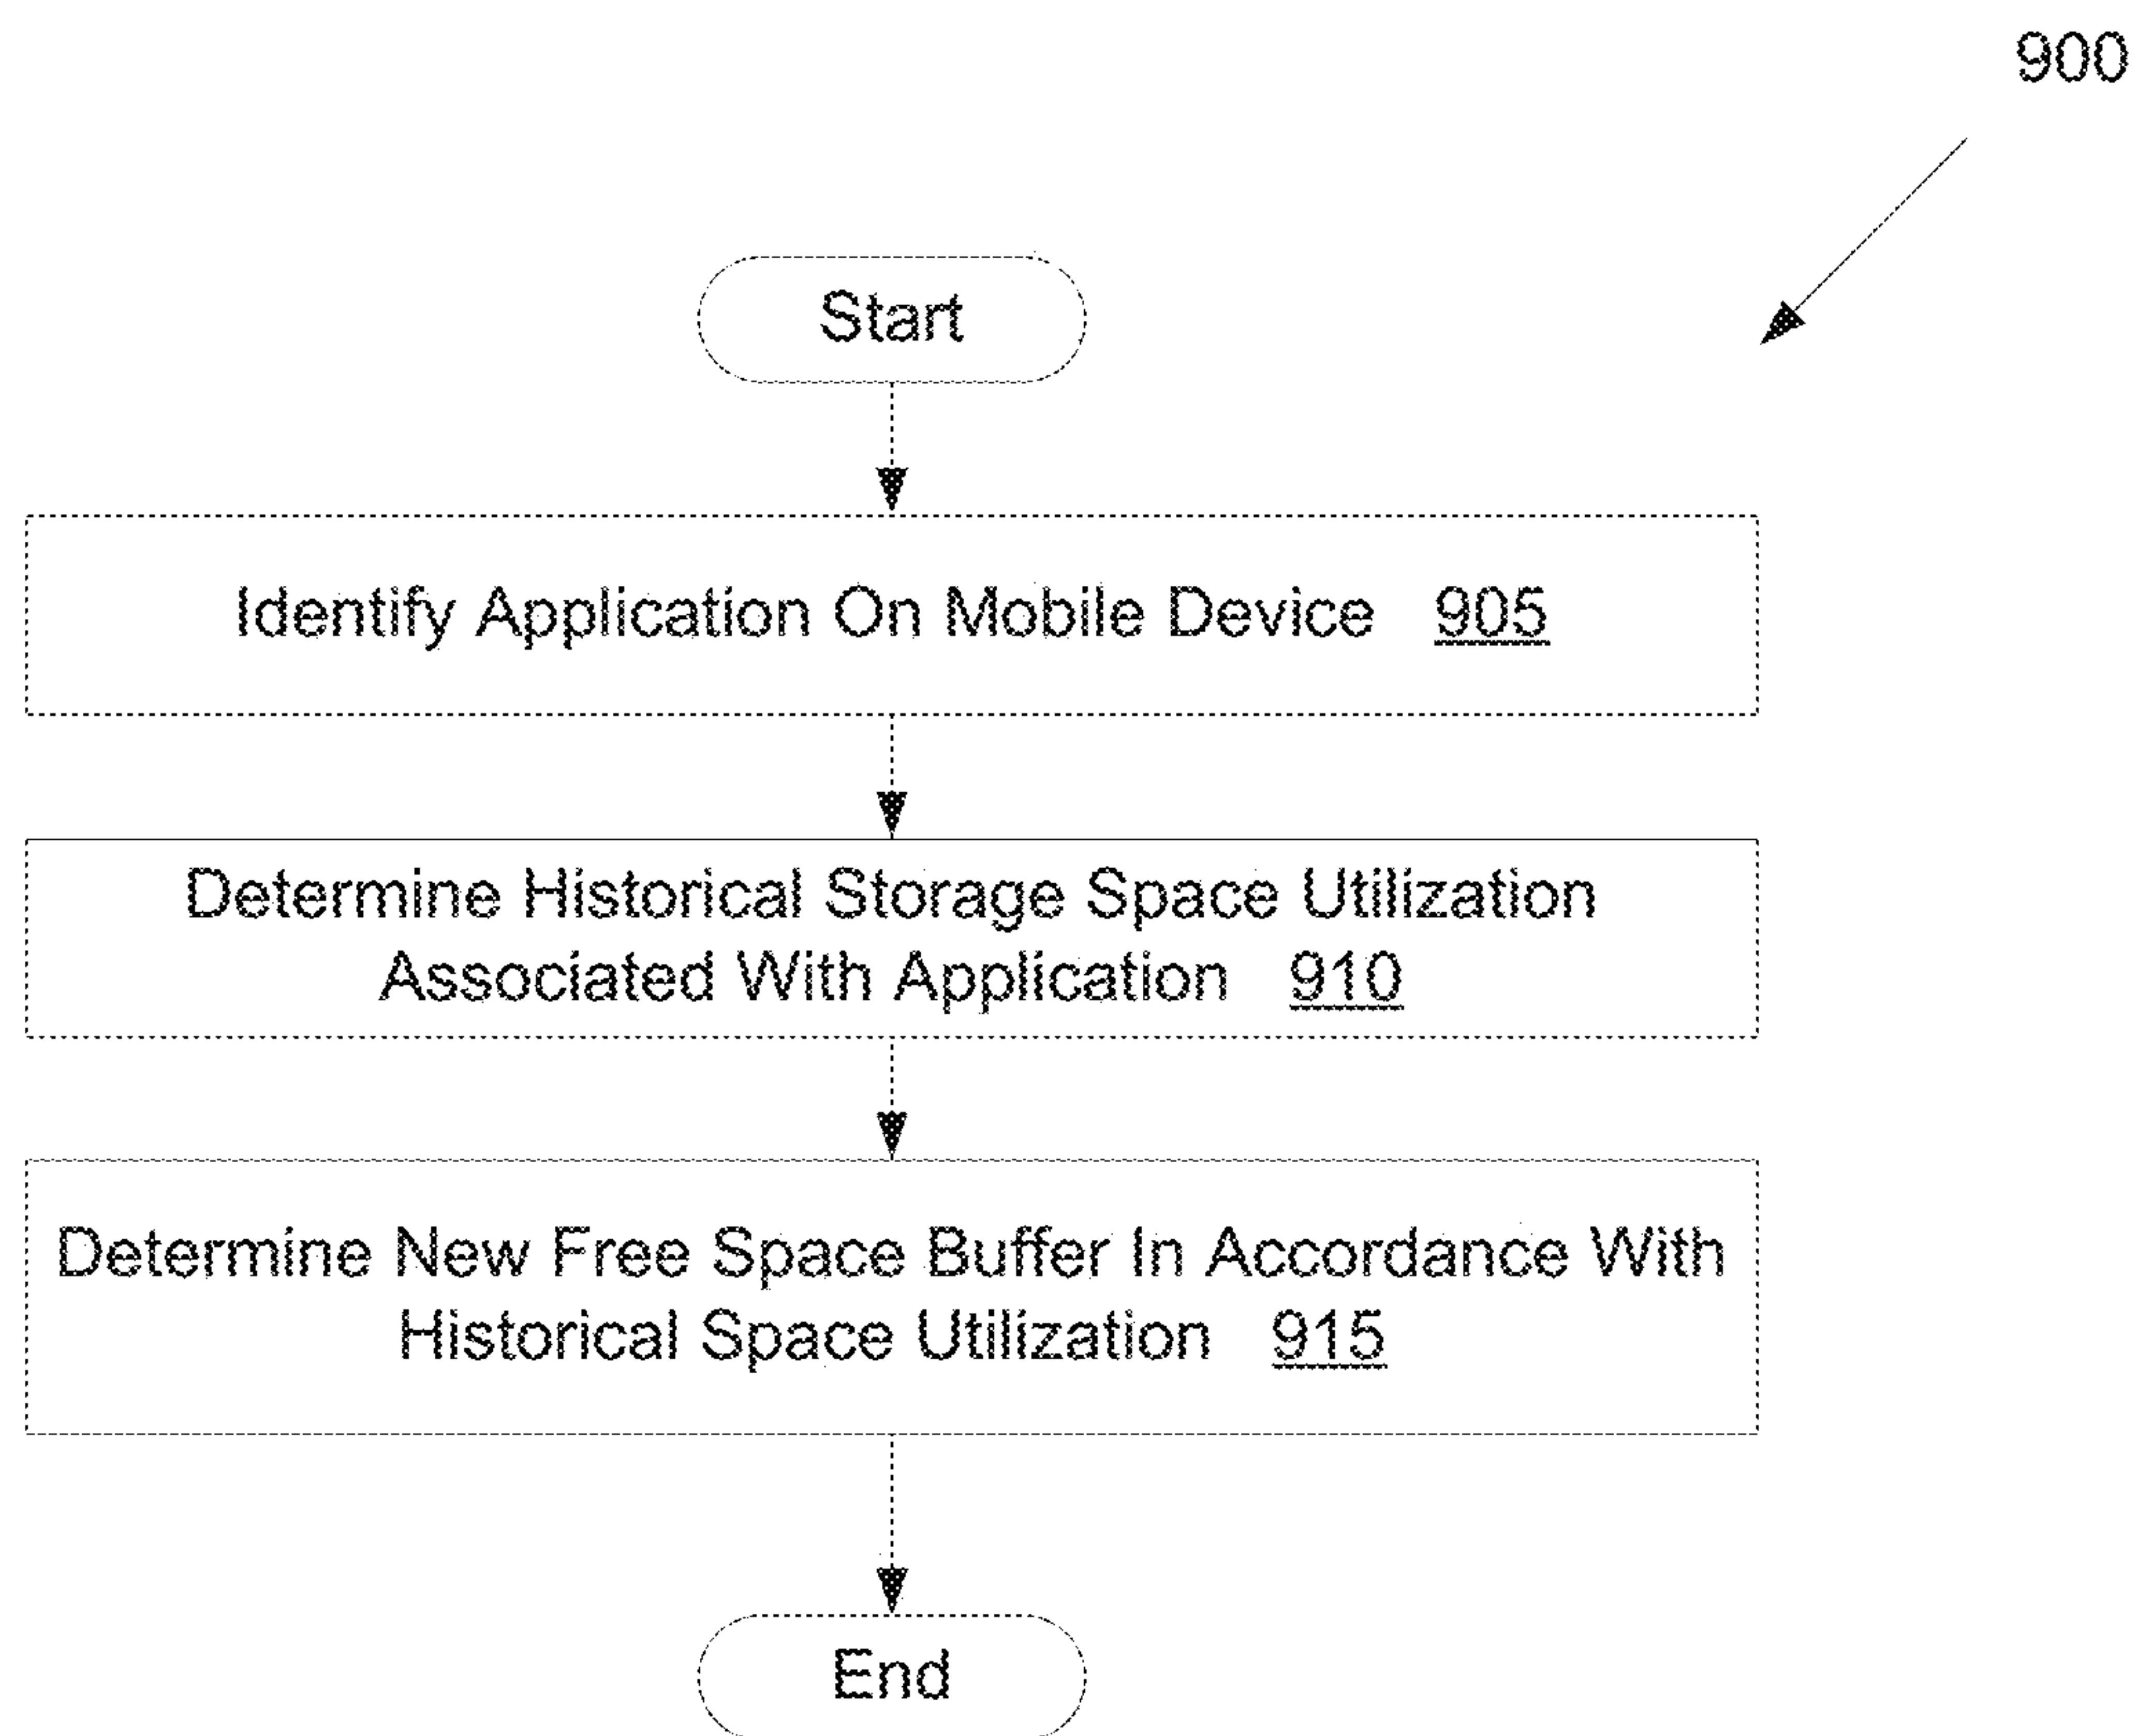 900
Start
Identify Application On Mobile Device 905
Determine Historical Storage Space Utilization
Associated With Application 910
Determine New Free Space Buffer In Accordance With
Historical Space Utilization 915
End